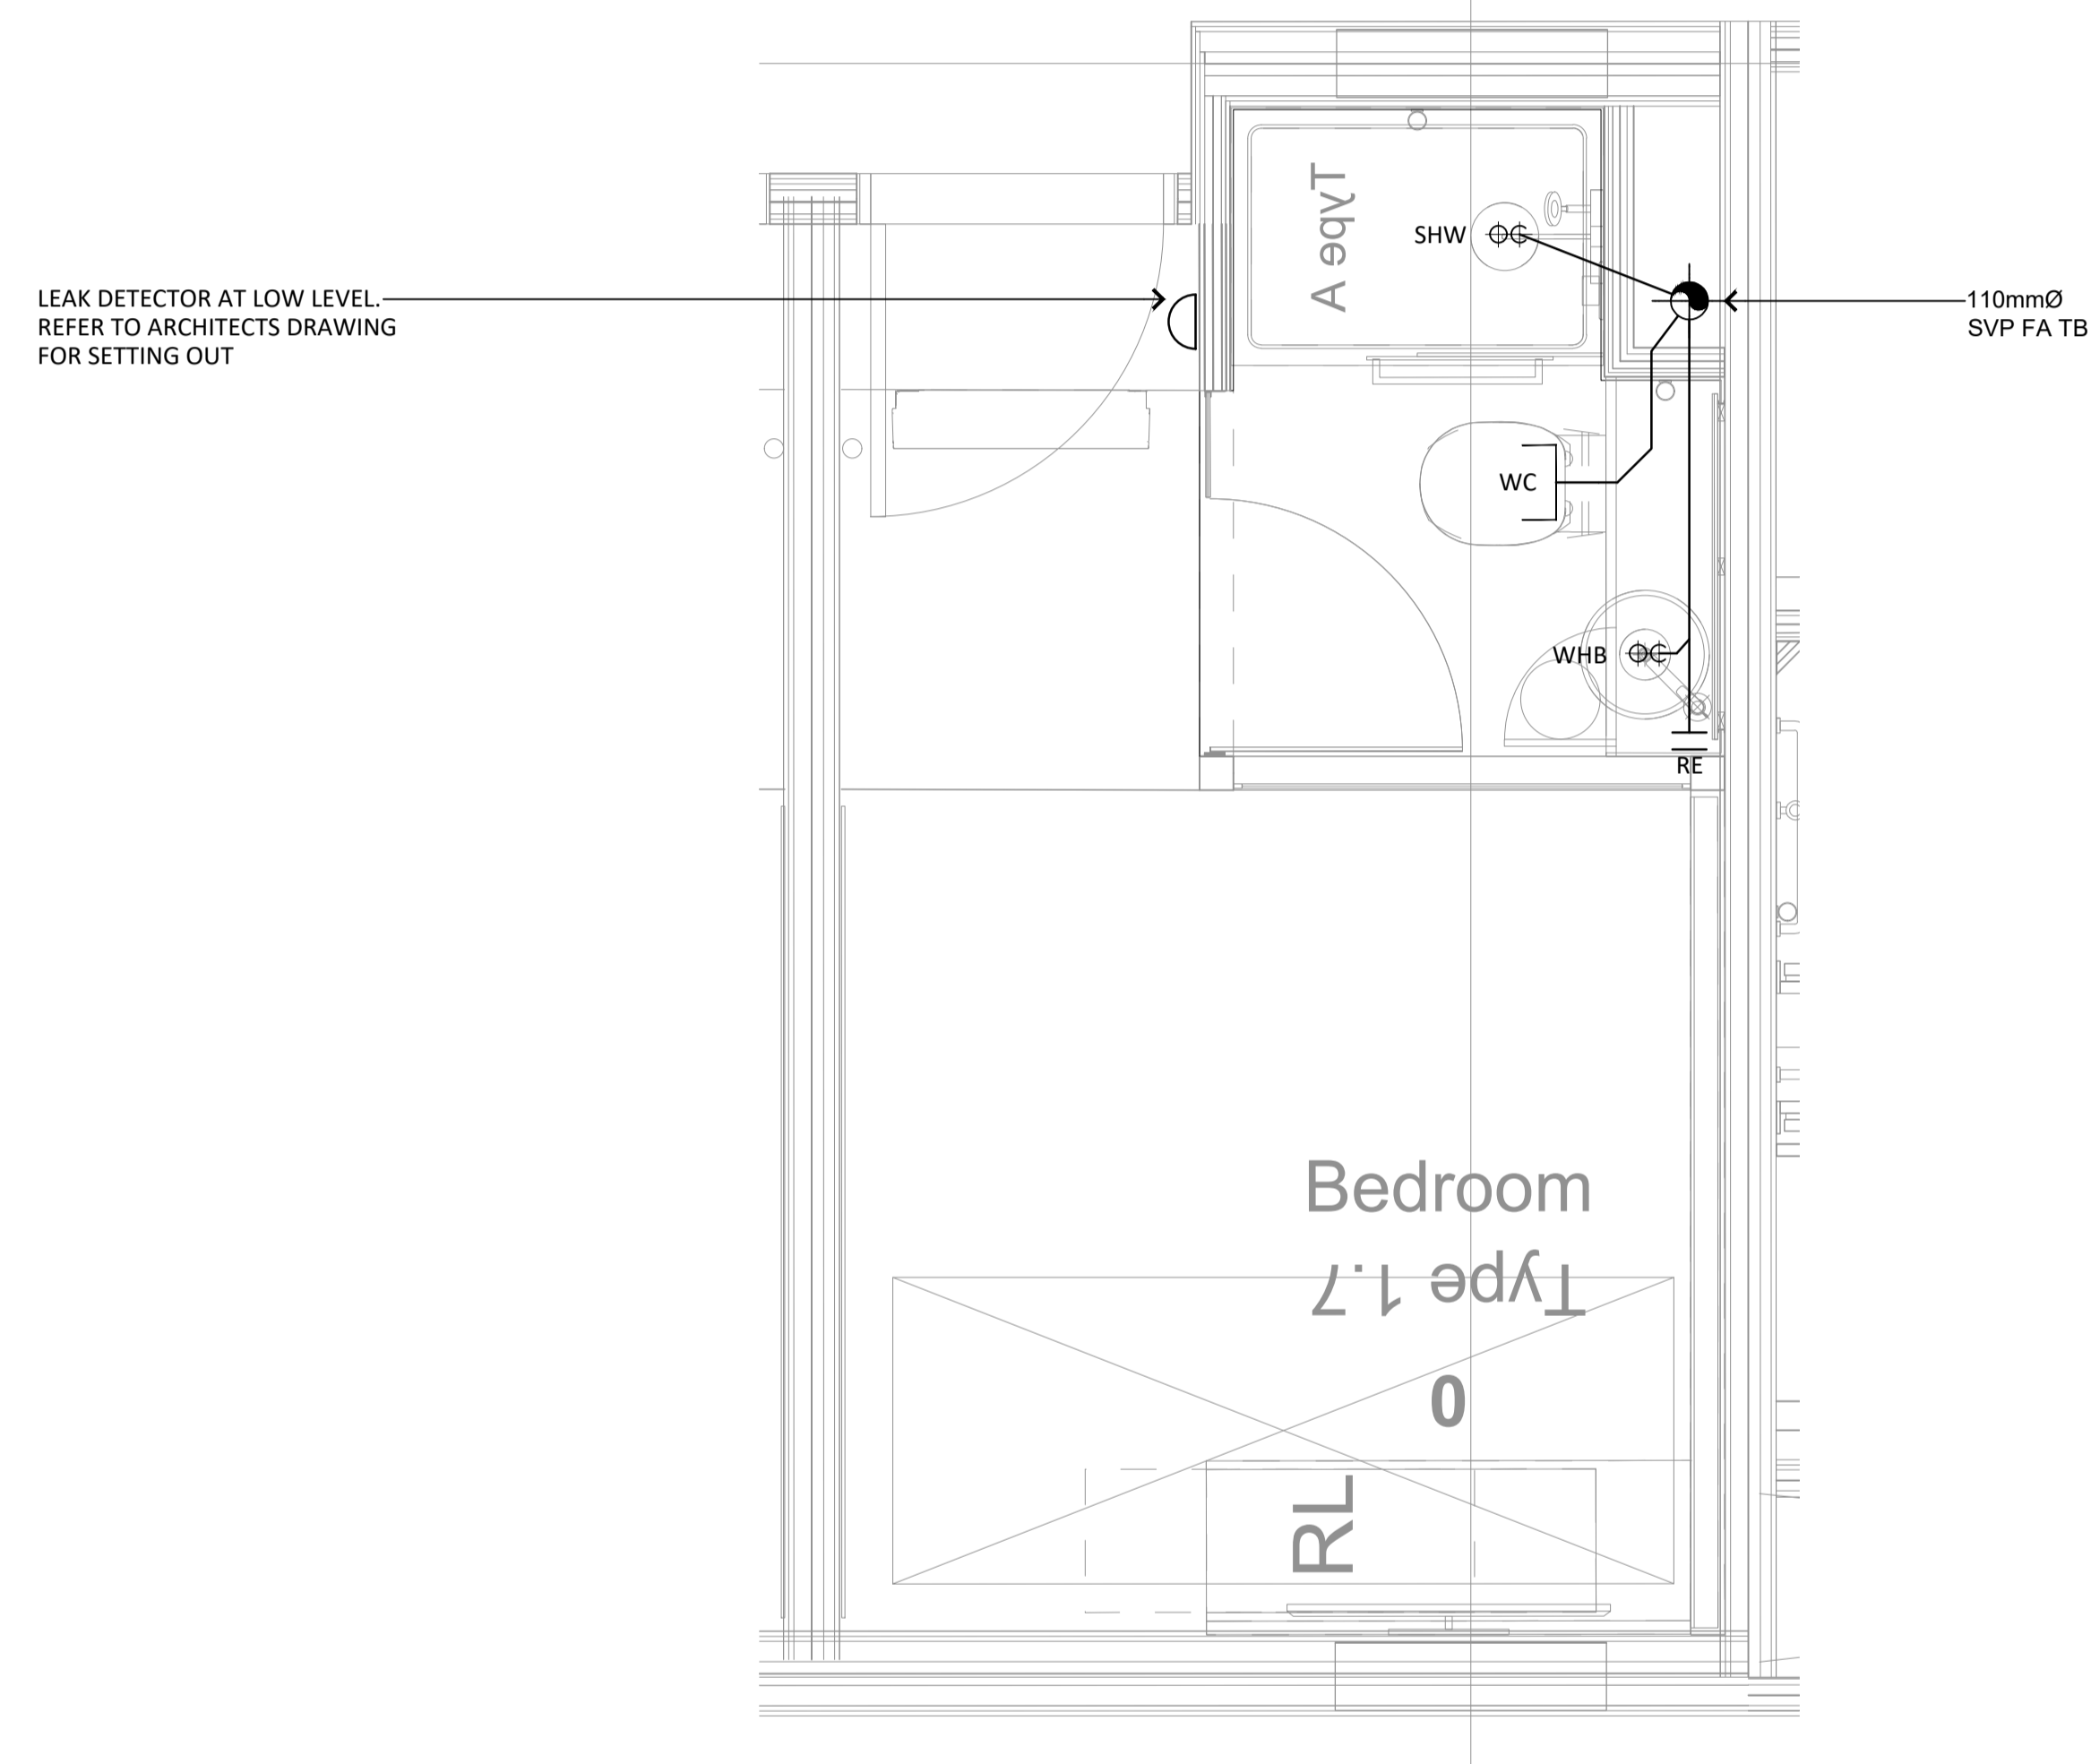 Type A
SHW
LEAK DETECTOR AT LOW LEVEL.
REFER TO ARCHITECTS DRAWING
FOR SETTING OUT
110mmØ
SVP FA TB
WC
WHB
RE
Bedroom
Type 1.7
0
RL